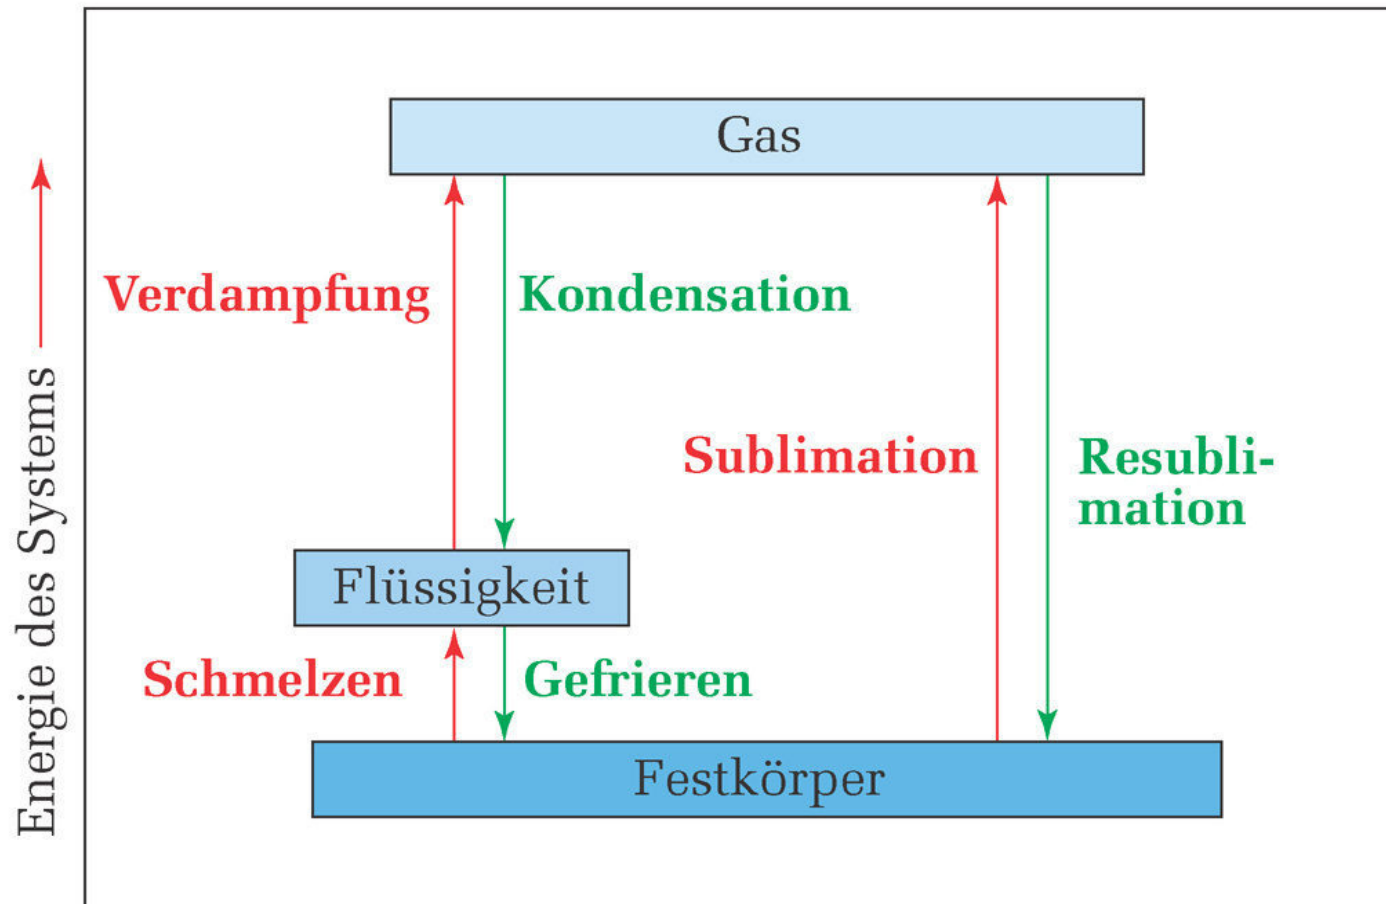 Gas
Verdampfung
Kondensation
Sublimation
Resubli-
mation
Flüssigkeit
Schmelzen
Gefrieren
Festkörper
Energie des Systems